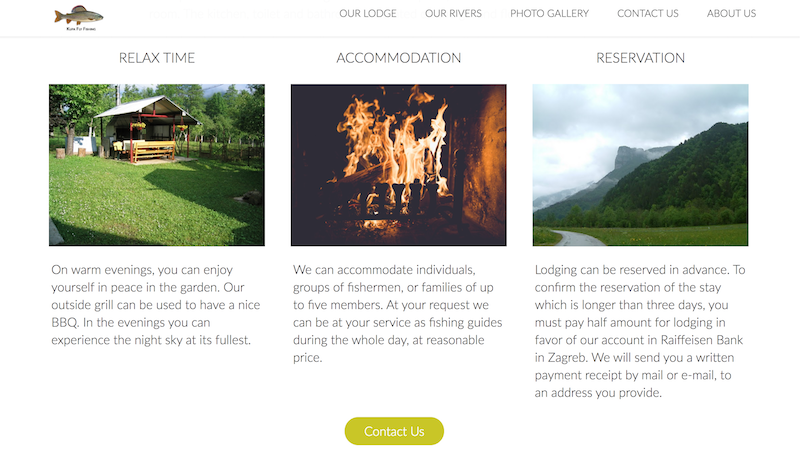 OUR LODGE
OUR RIVERS
PHOTO GALLERY
CONTACT US
ABOUT US
Kupa Fly Fishing
RELAX TIME
On warm evenings, you can enjoy
yourself in peace in the garden. Our
outside grill can be used to have a nice
BBQ. In the evenings you can
experience the night sky at its fullest.
ACCOMMODATION
We can accommodate individuals,
groups of fishermen, or families of up
to five members. At your request we
can be at your service as fishing guides
during the whole day, at reasonable
price.
RESERVATION
Lodging can be reserved in advance. To
confirm the reservation of the stay
which is longer than three days, you
must pay half amount for lodging in
favor of our account in Raiffeisen Bank
in Zagreb. We will send you a written
payment receipt by mail or e-mail, to
an address you provide.
Contact Us